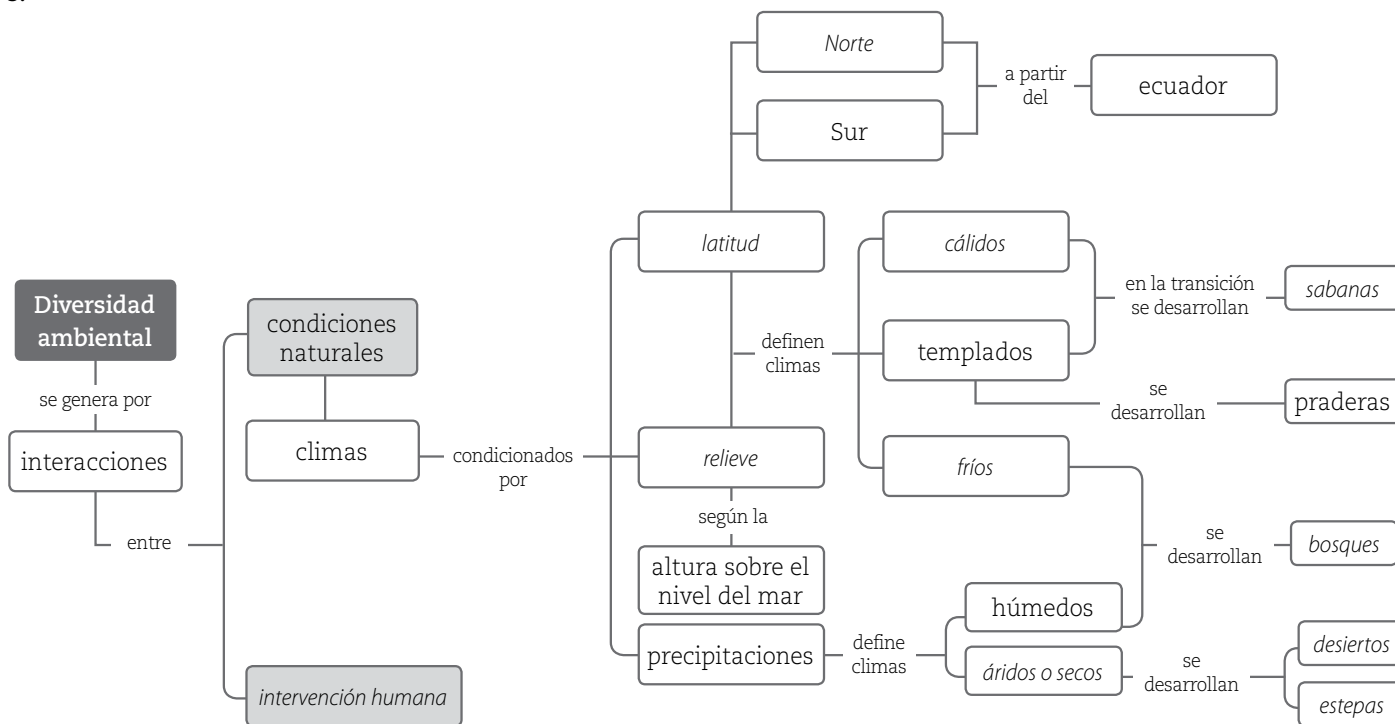 Norte
a partir
del
ecuador
Sur
latitud
cálidos
en la transición
se desarrollan
sabanas
Diversidad
ambiental
condiciones
naturales
definen
climas
templados
se genera por
se
desarrollan
praderas
interacciones
climas
condicionados
por
relieve
fríos
según la
entre
altura sobre el
nivel del mar
se
desarrollan
bosques
húmedos
precipitaciones
define
climas
áridos o secos
se
desarrollan
desiertos
intervención humana
estepas